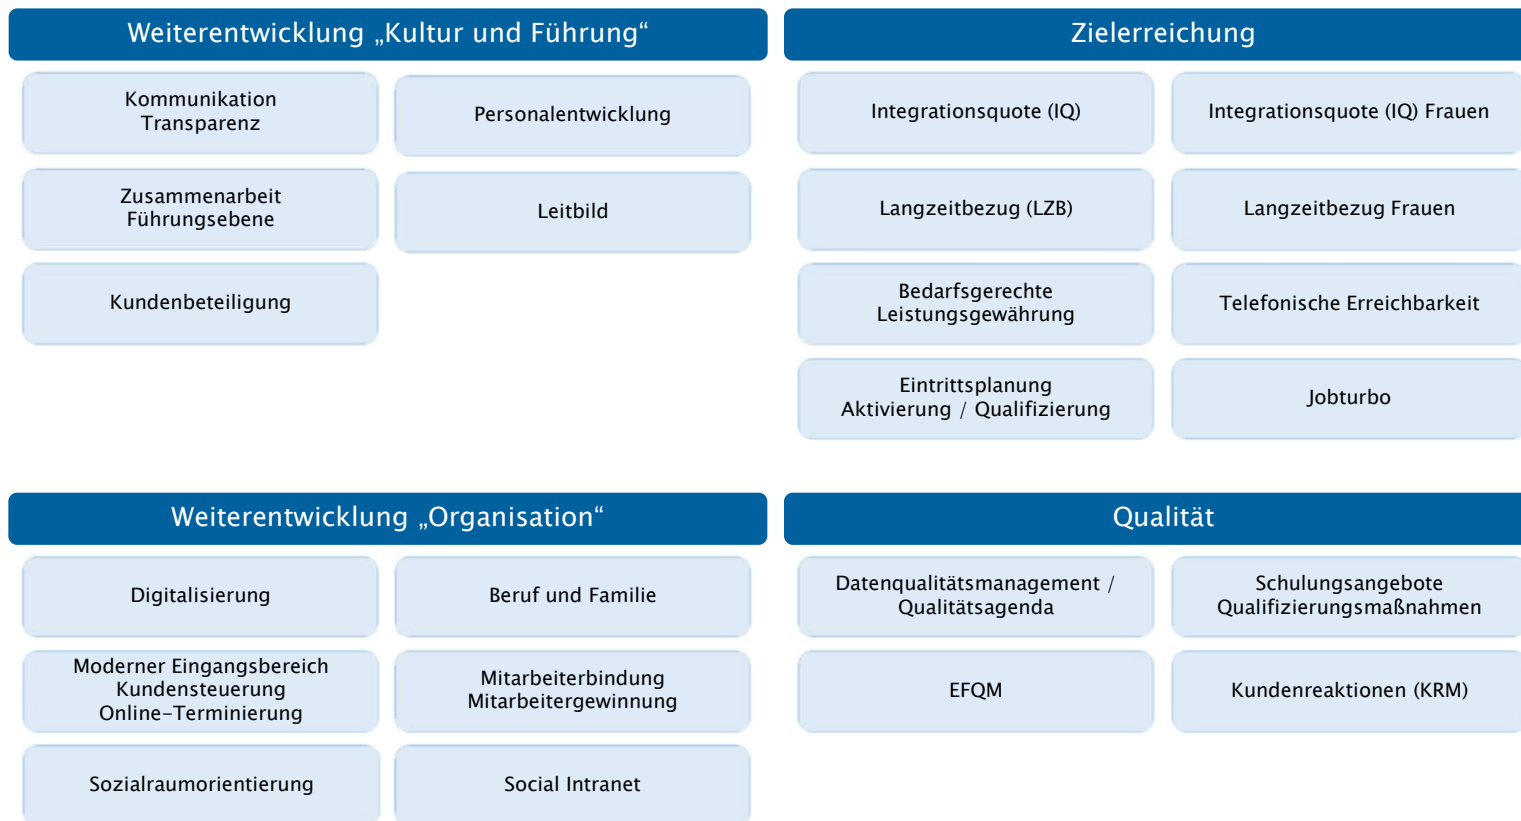 Weiterentwicklung „Kultur und Führung“
Kommunikation
Transparenz
Personalentwicklung
Zusammenarbeit
Führungsebene
Leitbild
Kundenbeteiligung
Zielerreichung
Integrationsquote (IQ)
Integrationsquote (IQ) Frauen
Langzeitbezug (LZB)
Langzeitbezug Frauen
Bedarfsgerechte
Leistungsgewährung
Telefonische Erreichbarkeit
Eintrittsplanung
Aktivierung / Qualifizierung
Jobturbo
Weiterentwicklung „Organisation“
Digitalisierung
Beruf und Familie
Moderner Eingangsbereich
Kundensteuerung
Online-Terminierung
Mitarbeiterbindung
Mitarbeitergewinnung
Sozialraumorientierung
Social Intranet
Qualität
Datenqualitätsmanagement /
Qualitätsagenda
Schulungsangebote
Qualifizierungsmaßnahmen
EFQM
Kundenreaktionen (KRM)